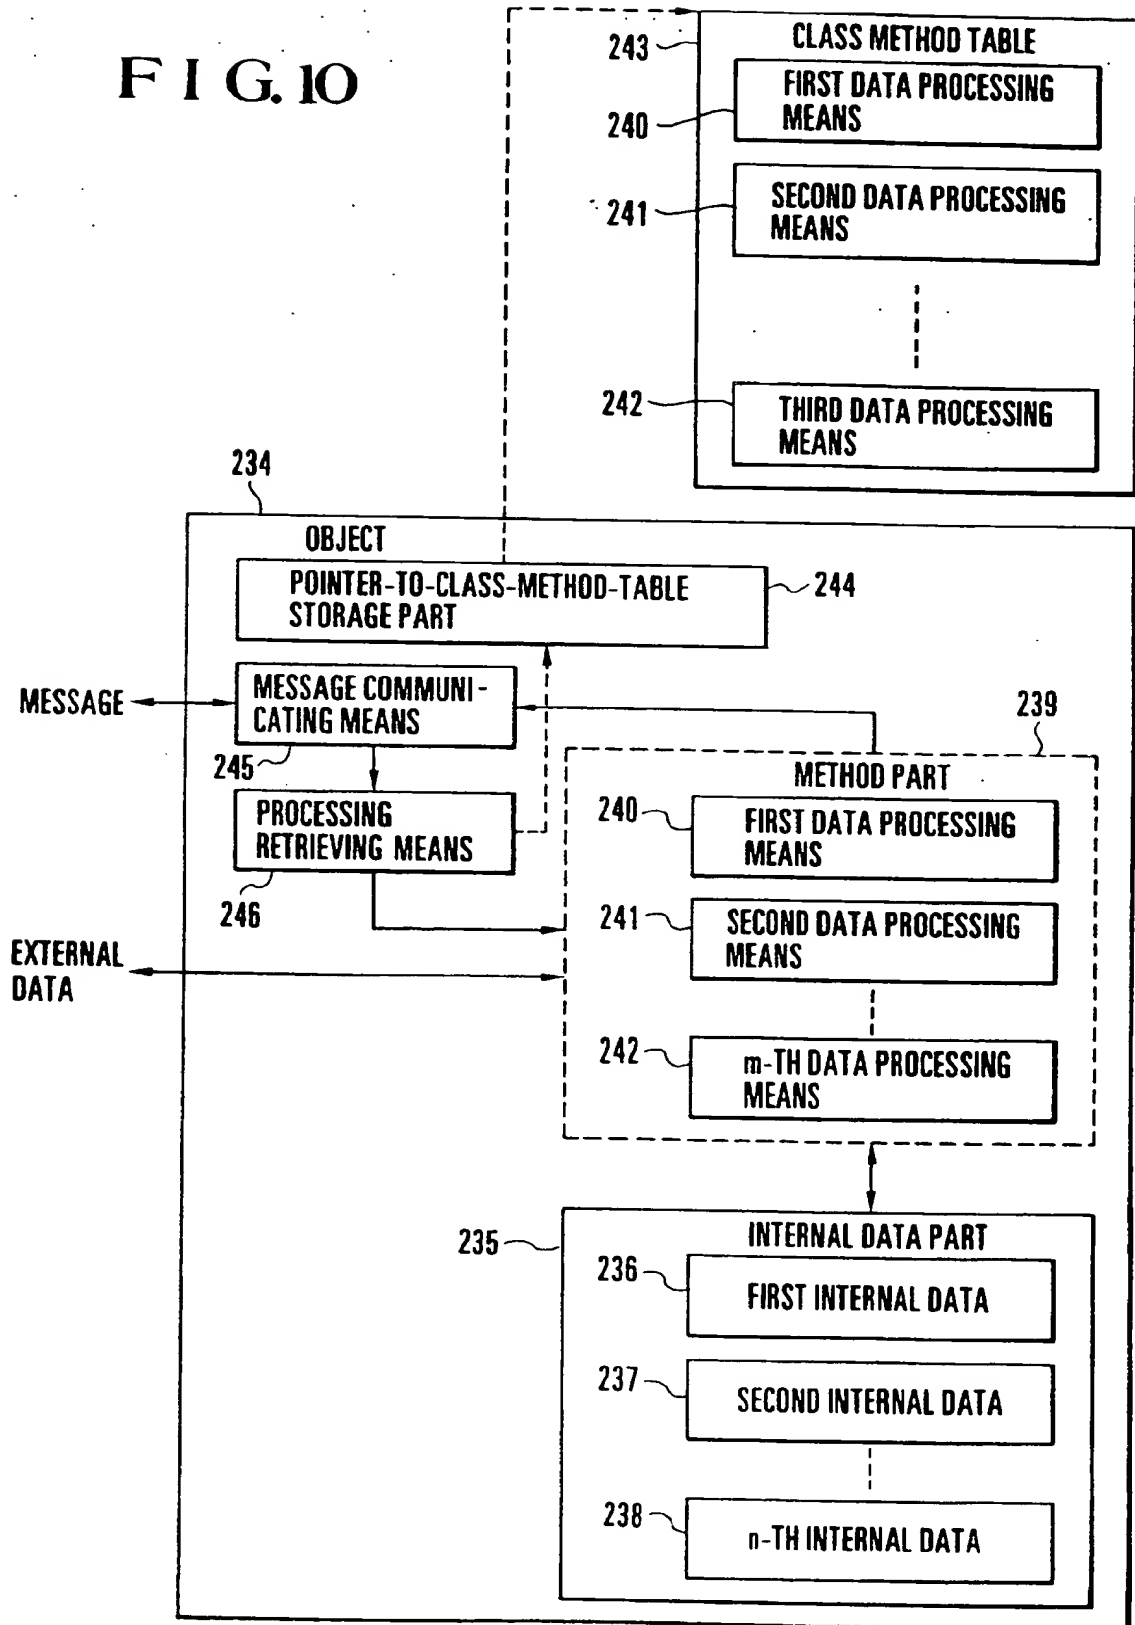 FIG. 10
243
CLASS METHOD TABLE
240
FIRST DATA PROCESSING
MEANS
241
SECOND DATA PROCESSING
MEANS
242
THIRD DATA PROCESSING
MEANS
234
OBJECT
POINTER-TO-CLASS-METHOD-TABLE
STORAGE PART
244
MESSAGE
MESSAGE COMMUNI-
CATING MEANS
245
PROCESSING
RETRIEVING MEANS
246
239
METHOD PART
240
FIRST DATA PROCESSING
MEANS
241
SECOND DATA PROCESSING
MEANS
242
m-TH DATA PROCESSING
MEANS
EXTERNAL
DATA
235
INTERNAL DATA PART
236
FIRST INTERNAL DATA
237
SECOND INTERNAL DATA
238
n-TH INTERNAL DATA